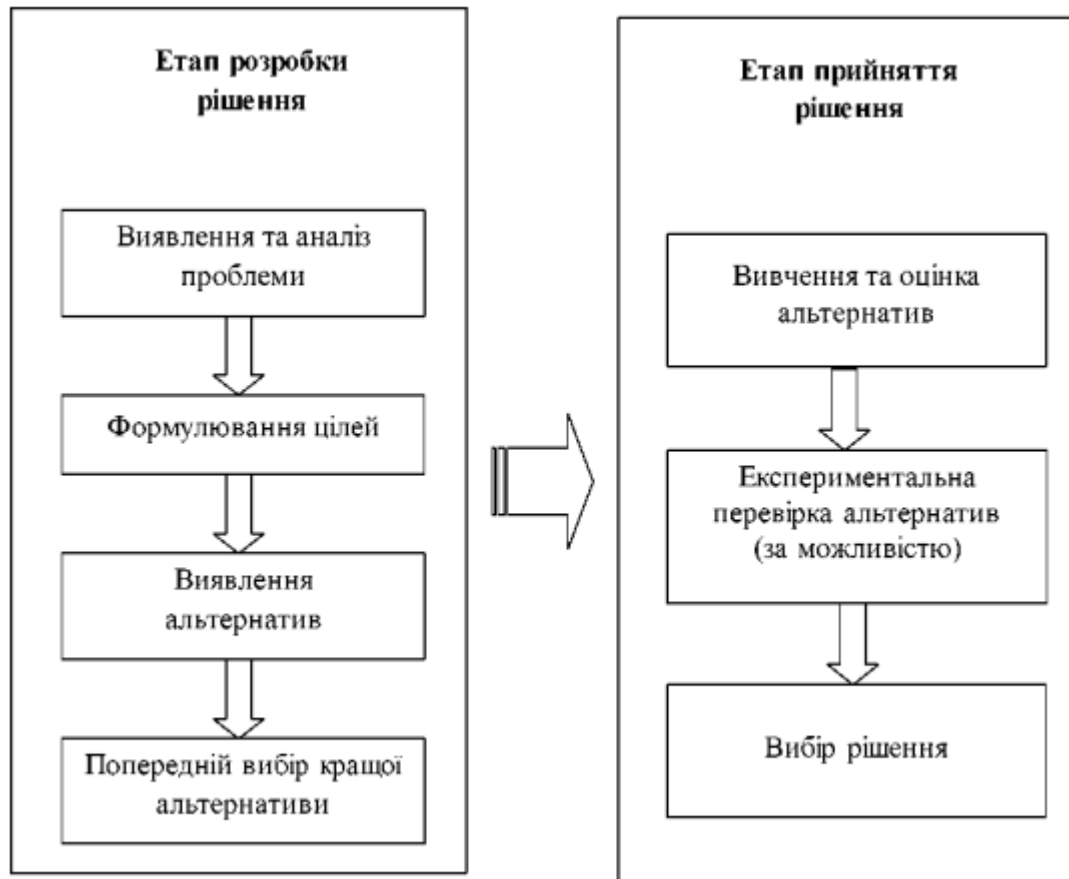 Етап розробки
рішення
Виявлення та аналіз
проблеми
Формулювання цілей
Виявлення
альтернатив
Попередній вибір кращої
альтернативи
Етап прийняття
рішення
Вивчення та оцінка
альтернатив
Експериментальна
перевірка альтернатив
(за можливістю)
Вибір рішення